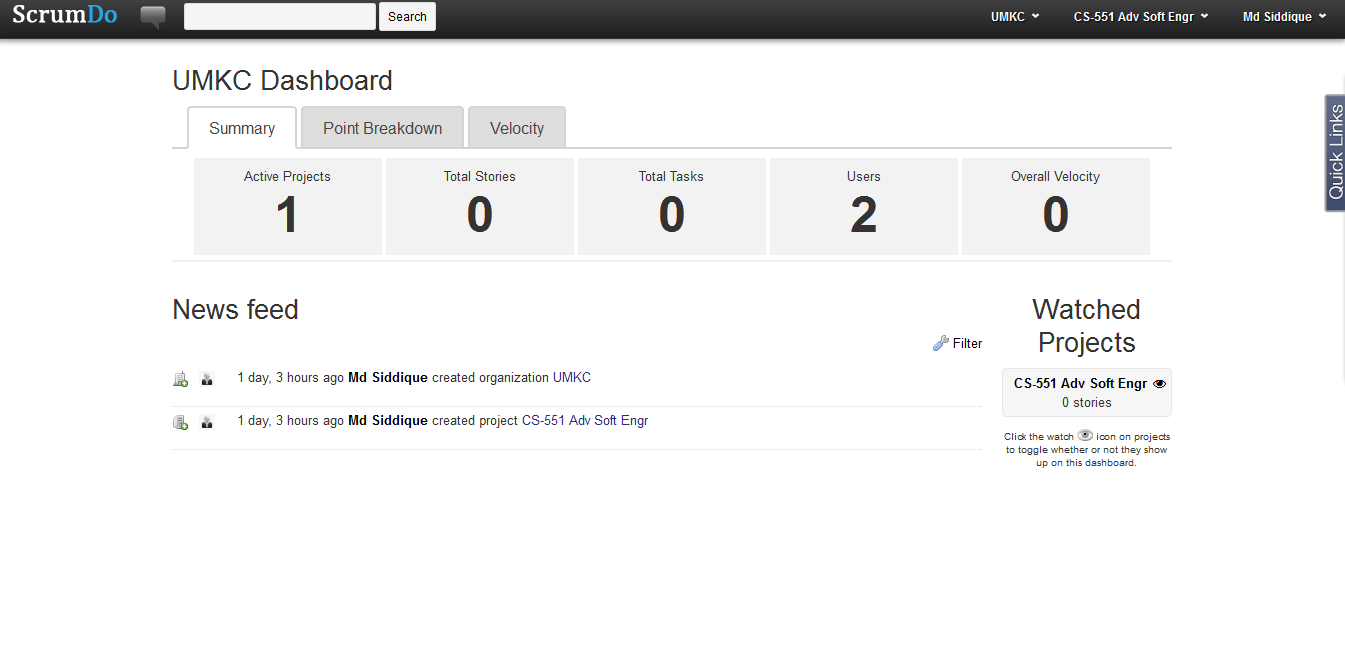 ScrumDo
Search
UMKC
CS-551 Adv Soft Engr
Md Siddique
Quick Links
UMKC Dashboard
Summary
Point Breakdown
Velocity
Active Projects
1
Total Stories
0
Total Tasks
0
Users
2
Overall Velocity
0
News feed
Filter
1 day, 3 hours ago Md Siddique created organization UMKC
1 day, 3 hours ago Md Siddique created project CS-551 Adv Soft Engr
Watched
Projects
CS-551 Adv Soft Engr
0 stories
Click the watch icon on projects
to toggle whether or not they show
up on this dashboard.